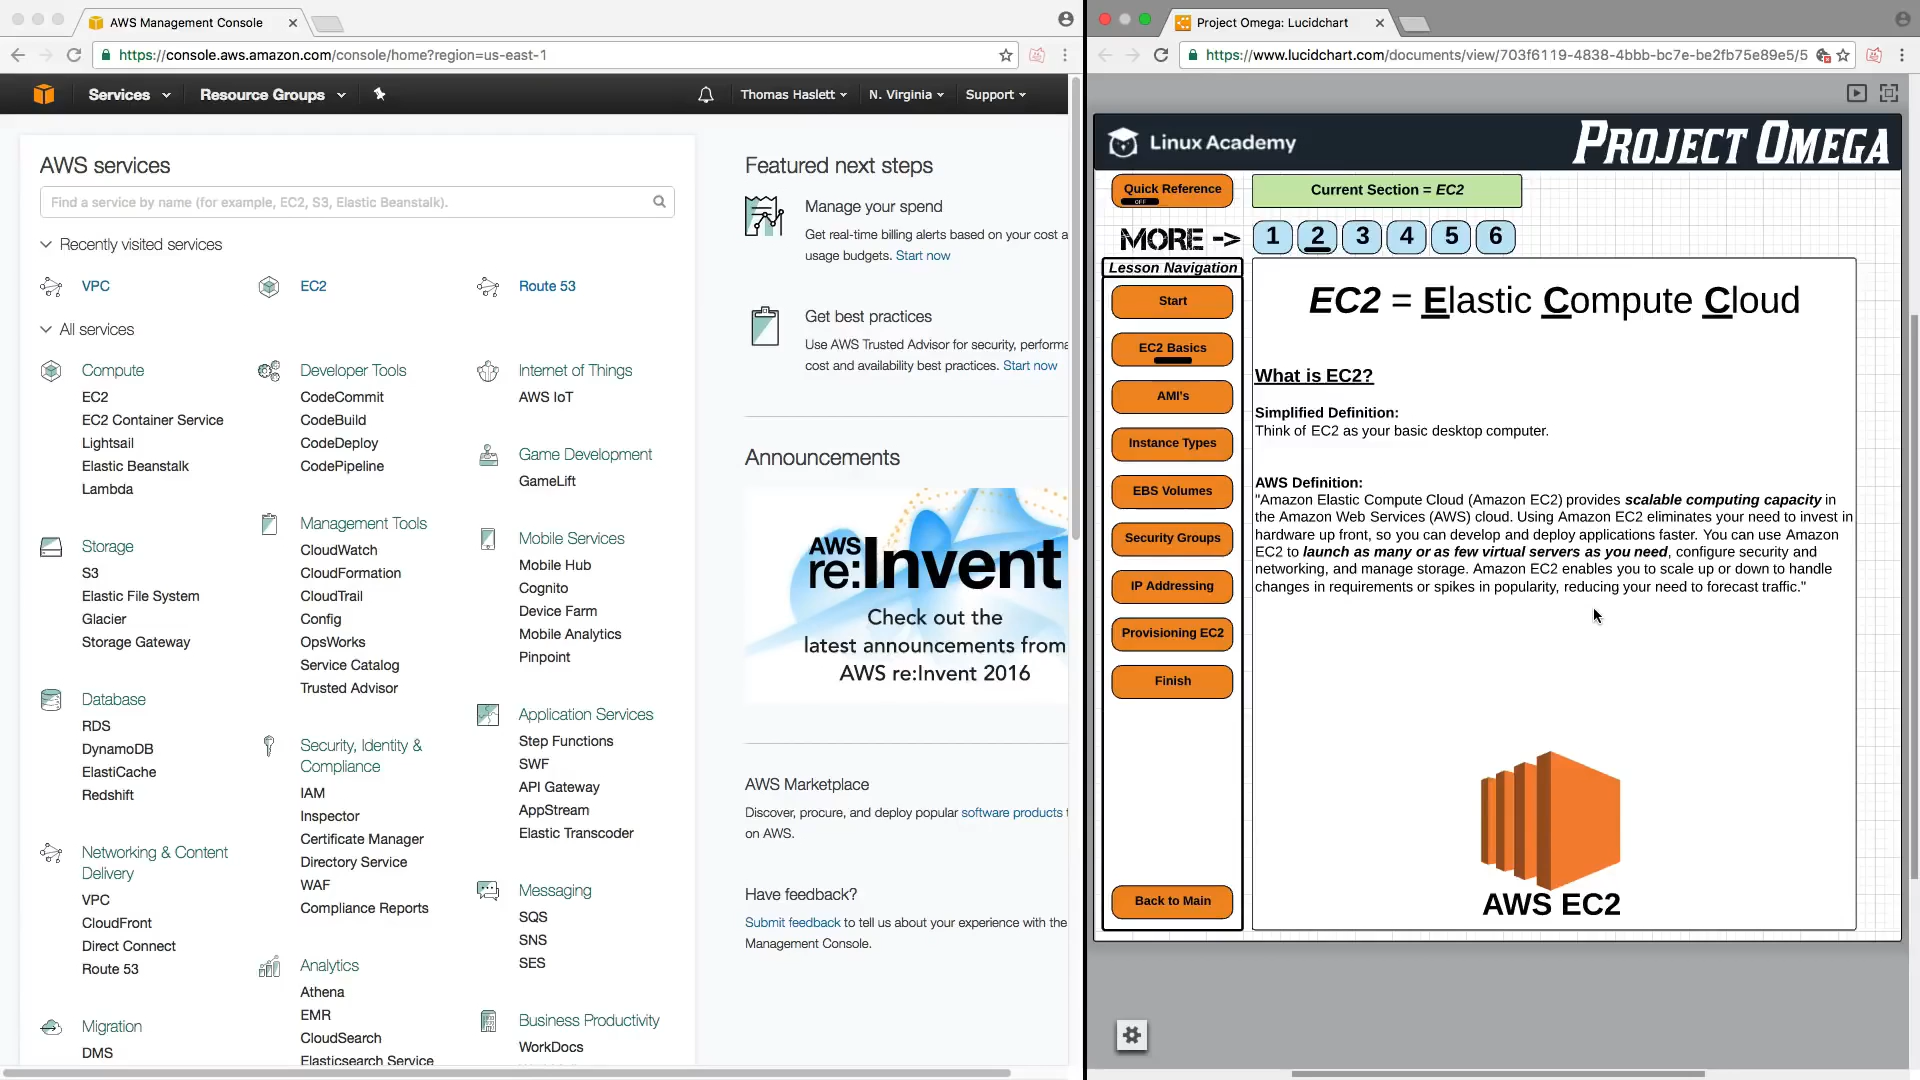 AWS Management Console
https://console.aws.amazon.com/console/home?region=us-east-1
Services
Resource Groups
Thomas Haslett
N. Virginia
Support
AWS services
Find a service by name (for example, EC2, S3, Elastic Beanstalk).
Recently visited services
VPC
EC2
Route 53
All services
Compute
EC2
EC2 Container Service
Lightsail
Elastic Beanstalk
Lambda
Storage
S3
Elastic File System
Glacier
Storage Gateway
Database
RDS
DynamoDB
ElastiCache
Redshift
Networking & Content
Delivery
VPC
CloudFront
Direct Connect
Route 53
Migration
DMS
Developer Tools
CodeCommit
CodeBuild
CodeDeploy
CodePipeline
Management Tools
CloudWatch
CloudFormation
CloudTrail
Config
OpsWorks
Service Catalog
Trusted Advisor
Security, Identity &
Compliance
IAM
Inspector
Certificate Manager
Directory Service
WAF
Compliance Reports
Analytics
Athena
EMR
CloudSearch
Elasticsearch Service
Internet of Things
AWS IoT
Game Development
GameLift
Mobile Services
Mobile Hub
Cognito
Device Farm
Mobile Analytics
Pinpoint
Application Services
Step Functions
SWF
API Gateway
AppStream
Elastic Transcoder
Messaging
SQS
SNS
SES
Business Productivity
WorkDocs
Featured next steps
Manage your spend
Get real-time billing alerts based on your cost a
usage budgets. Start now
Get best practices
Use AWS Trusted Advisor for security, performa
cost and availability best practices. Start now
Announcements
AWS
re:Invent
Check out the
latest announcements from
AWS re:Invent 2016
AWS Marketplace
Discover, procure, and deploy popular software products
on AWS.
Have feedback?
Submit feedback to tell us about your experience with the
Management Console.
Project Omega: Lucidchart
https://www.lucidchart.com/documents/view/703f6119-4838-4bbb-bc7e-be2fb75e89e5/5
Linux Academy
PROJECT OMEGA
Quick Reference
OFF
Current Section = EC2
MORE ->
1
2
3
4
5
6
Lesson Navigation
Start
EC2 Basics
AMI's
Instance Types
EBS Volumes
Security Groups
IP Addressing
Provisioning EC2
Finish
Back to Main
EC2 = Elastic Compute Cloud
What is EC2?
Simplified Definition:
Think of EC2 as your basic desktop computer.
AWS Definition:
"Amazon Elastic Compute Cloud (Amazon EC2) provides scalable computing capacity in
the Amazon Web Services (AWS) cloud. Using Amazon EC2 eliminates your need to invest in
hardware up front, so you can develop and deploy applications faster. You can use Amazon
EC2 to launch as many or as few virtual servers as you need, configure security and
networking, and manage storage. Amazon EC2 enables you to scale up or down to handle
changes in requirements or spikes in popularity, reducing your need to forecast traffic."
AWS EC2